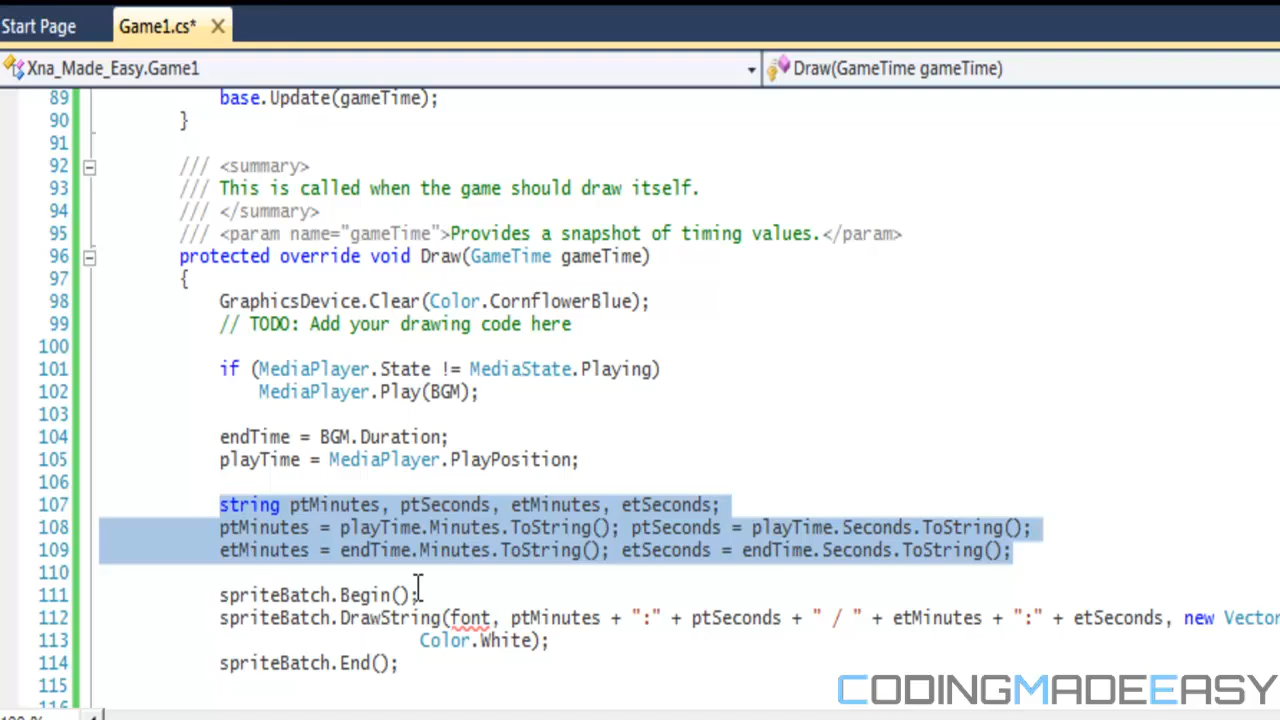 Start Page Game1.cs*
Xna_Made_Easy.Game1 Draw(GameTime gameTime)
89 base.Update(gameTime);
90 }
91
92 /// <summary>
93 /// This is called when the game should draw itself.
94 /// </summary>
95 /// <param name="gameTime">Provides a snapshot of timing values.</param>
96 protected override void Draw(GameTime gameTime)
97 {
98 GraphicsDevice.Clear(Color.CornflowerBlue);
99 // TODO: Add your drawing code here
100
101 if (MediaPlayer.State != MediaState.Playing)
102 MediaPlayer.Play(BGM);
103
104 endTime = BGM.Duration;
105 playTime = MediaPlayer.PlayPosition;
106
107 string ptMinutes, ptSeconds, etMinutes, etSeconds;
108 ptMinutes = playTime.Minutes.ToString(); ptSeconds = playTime.Seconds.ToString();
109 etMinutes = endTime.Minutes.ToString(); etSeconds = endTime.Seconds.ToString();
110
111 spriteBatch.Begin();
112 spriteBatch.DrawString(font, ptMinutes + ":" + ptSeconds + " / " + etMinutes + ":" + etSeconds, new Vecto
113 Color.White);
114 spriteBatch.End();
115
CODINGMADEEASY